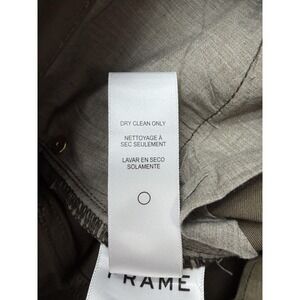 DRY CLEAN ONLY
NETTOYAGE À
SEC SEULEMENT
LAVAR EN SECO
SOLAMENTE
FRAME